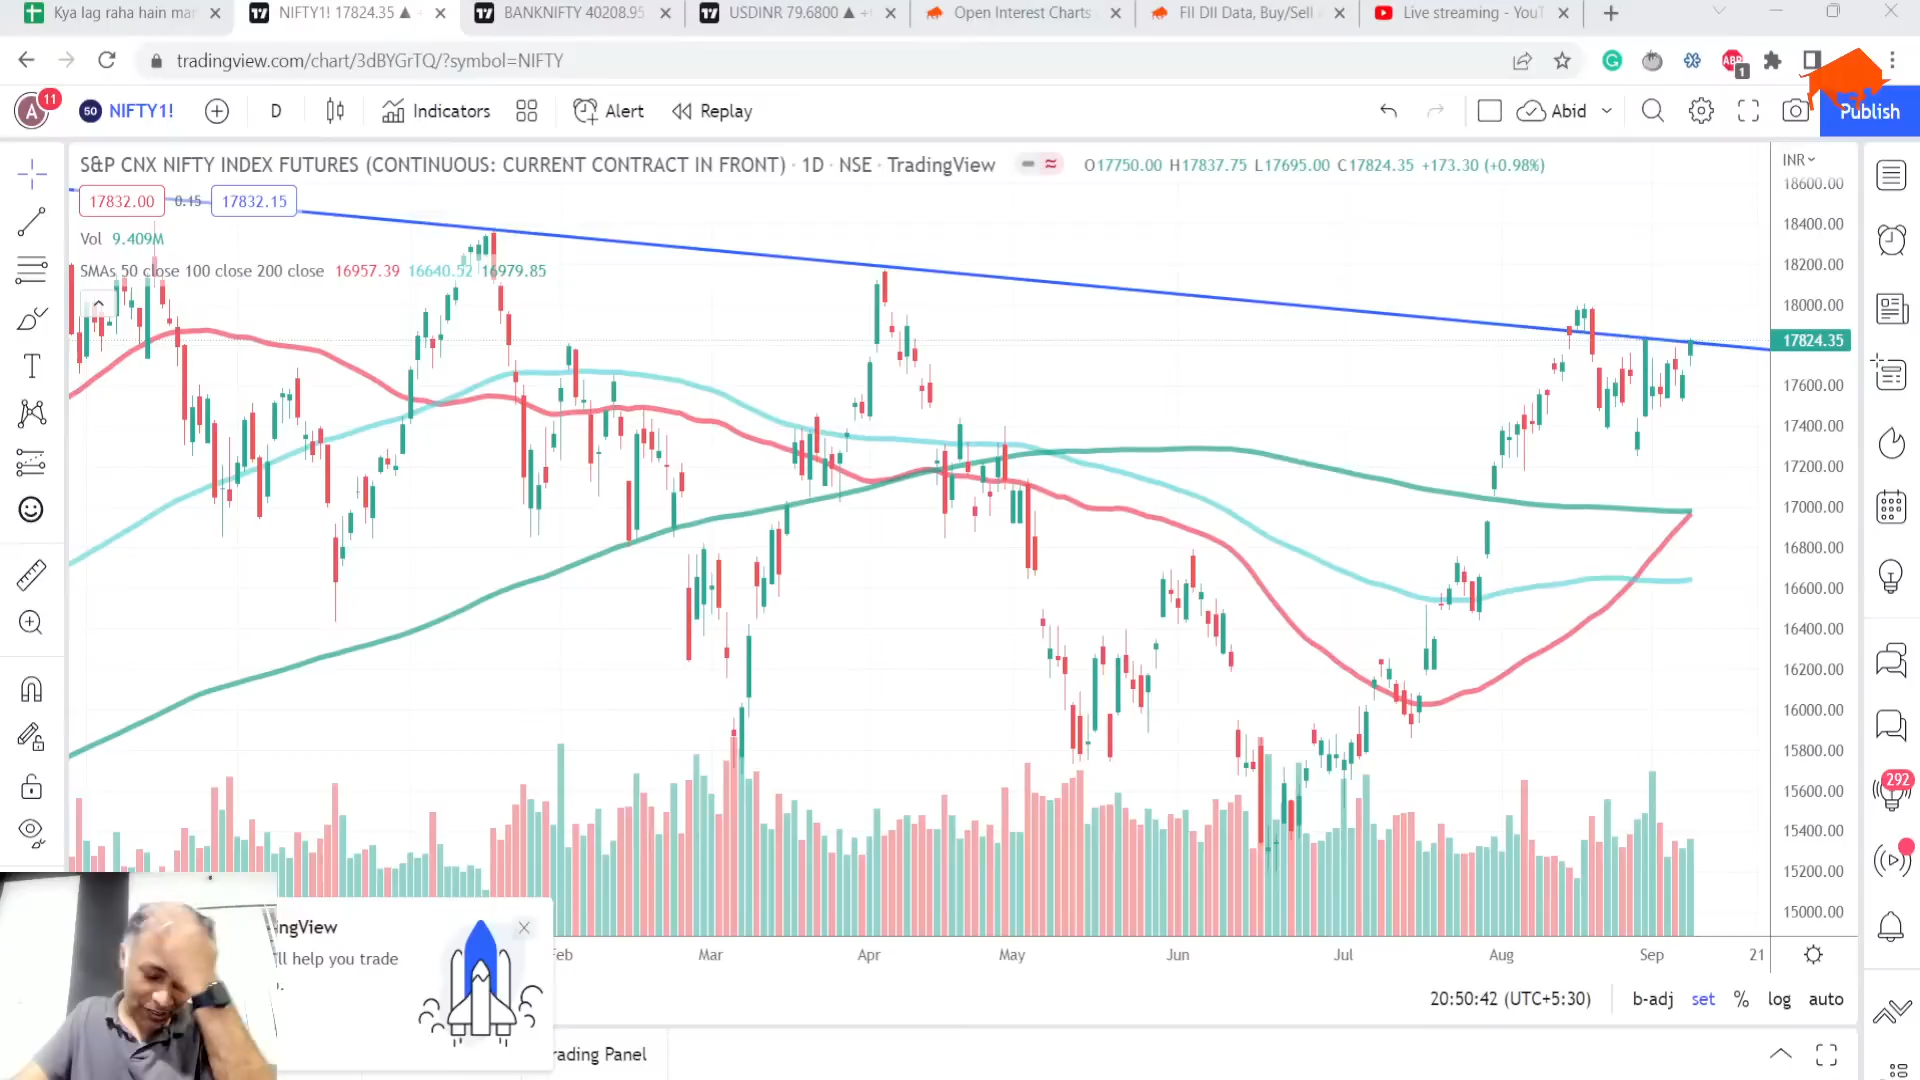 Kya lag raha hain mar
NIFTY1! 17824.35 ▲
BANKNIFTY 40208.95
USDINR 79.6800 ▲
Open Interest Charts
FII DII Data, Buy/Sell
Live streaming - YouT
tradingview.com/chart/3dBYGrTQ/?symbol=NIFTY
ABP
1
A
11
50
NIFTY1!
D
Indicators
Alert
Replay
Abid
Publish
S&P CNX NIFTY INDEX FUTURES (CONTINUOUS: CURRENT CONTRACT IN FRONT) · 1D · NSE · TradingView
O17750.00 H17837.75 L17695.00 C17824.35 +173.30 (+0.98%)
INR
17832.00
0.15
17832.15
Vol 9.409M
SMAs 50 close 100 close 200 close 16957.39 16640.52 16979.85
18600.00
18400.00
18200.00
18000.00
17824.35
17600.00
17400.00
17200.00
17000.00
16800.00
16600.00
16400.00
16200.00
16000.00
15800.00
15600.00
15400.00
15200.00
15000.00
292
ingView
'll help you trade
Feb
Mar
Apr
May
Jun
Jul
Aug
Sep
21
20:50:42 (UTC+5:30)
b-adj
set
%
log
auto
rading Panel